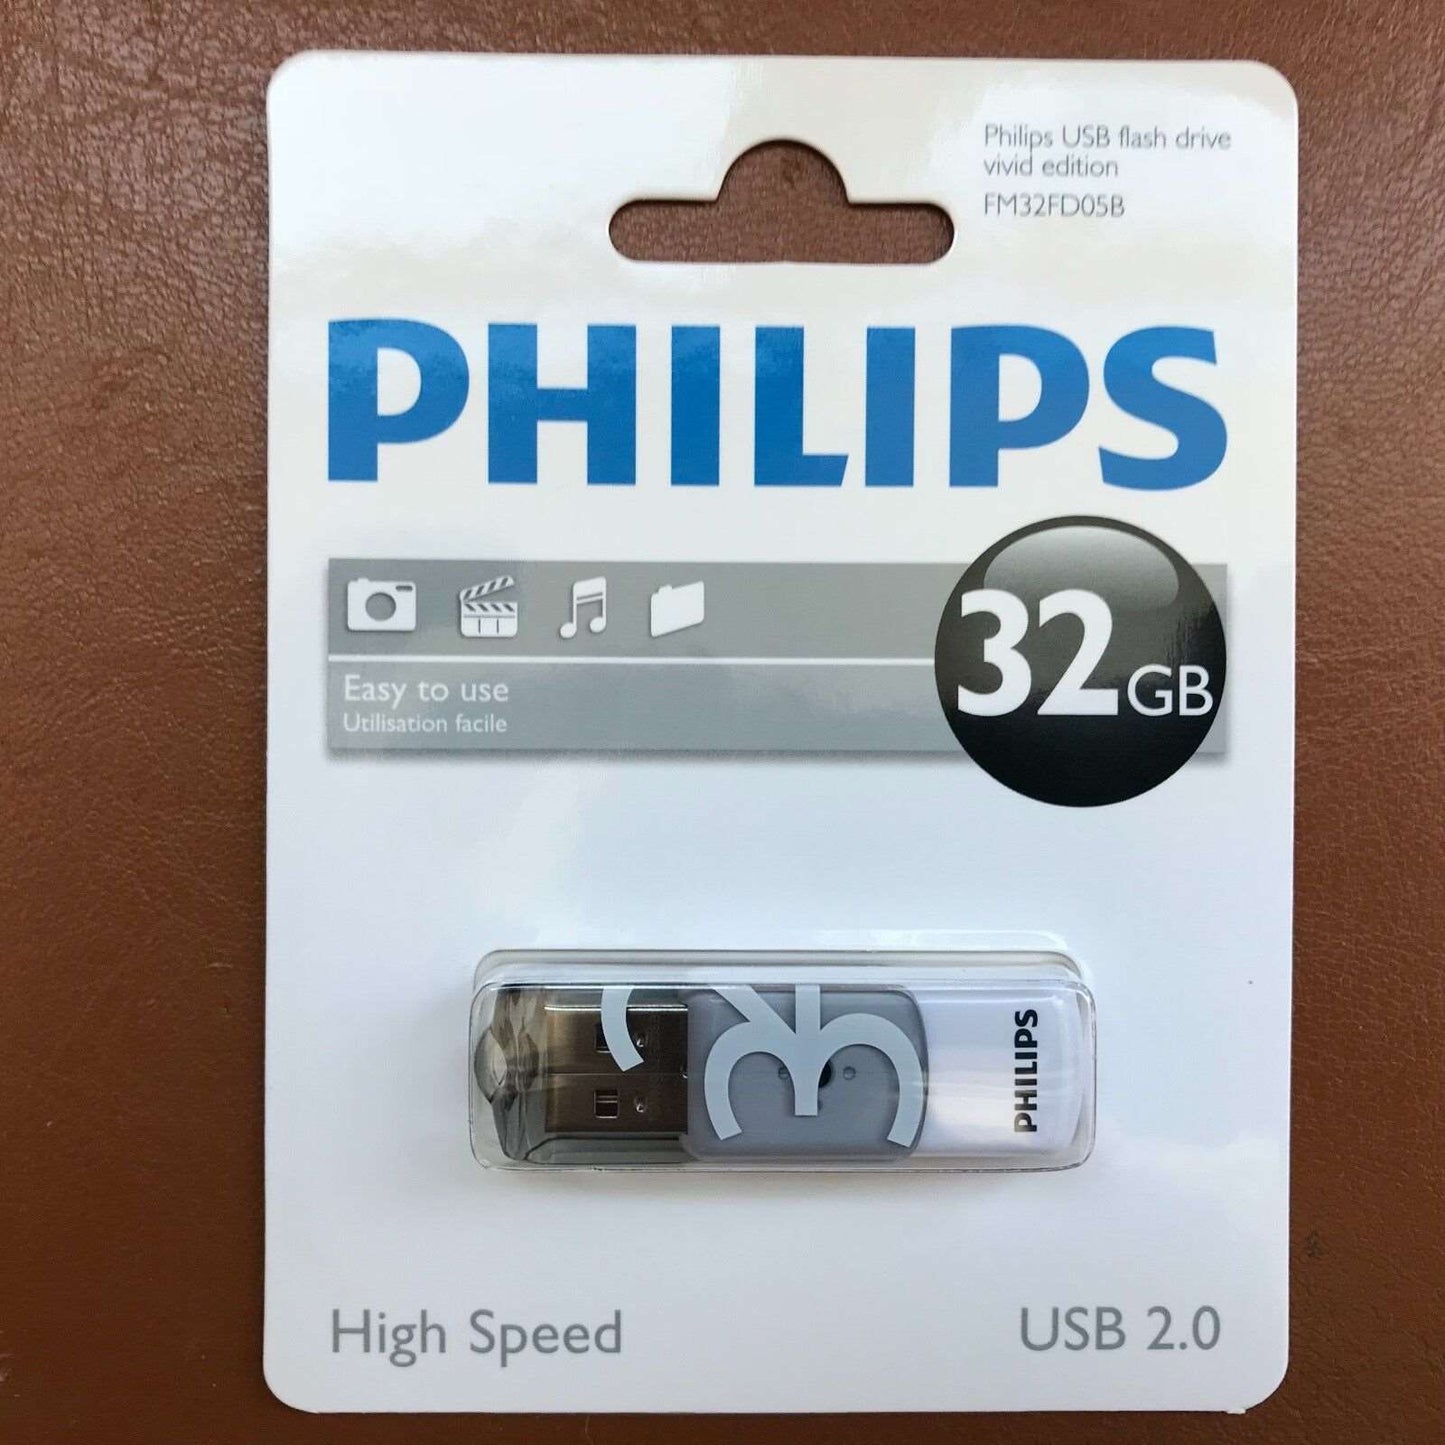 Philips USB flash drive
vivid edition
FM32FD05B
PHILIPS
32GB
Easy to use
Utilisation facile
PHILIPS
High Speed
USB 2.0